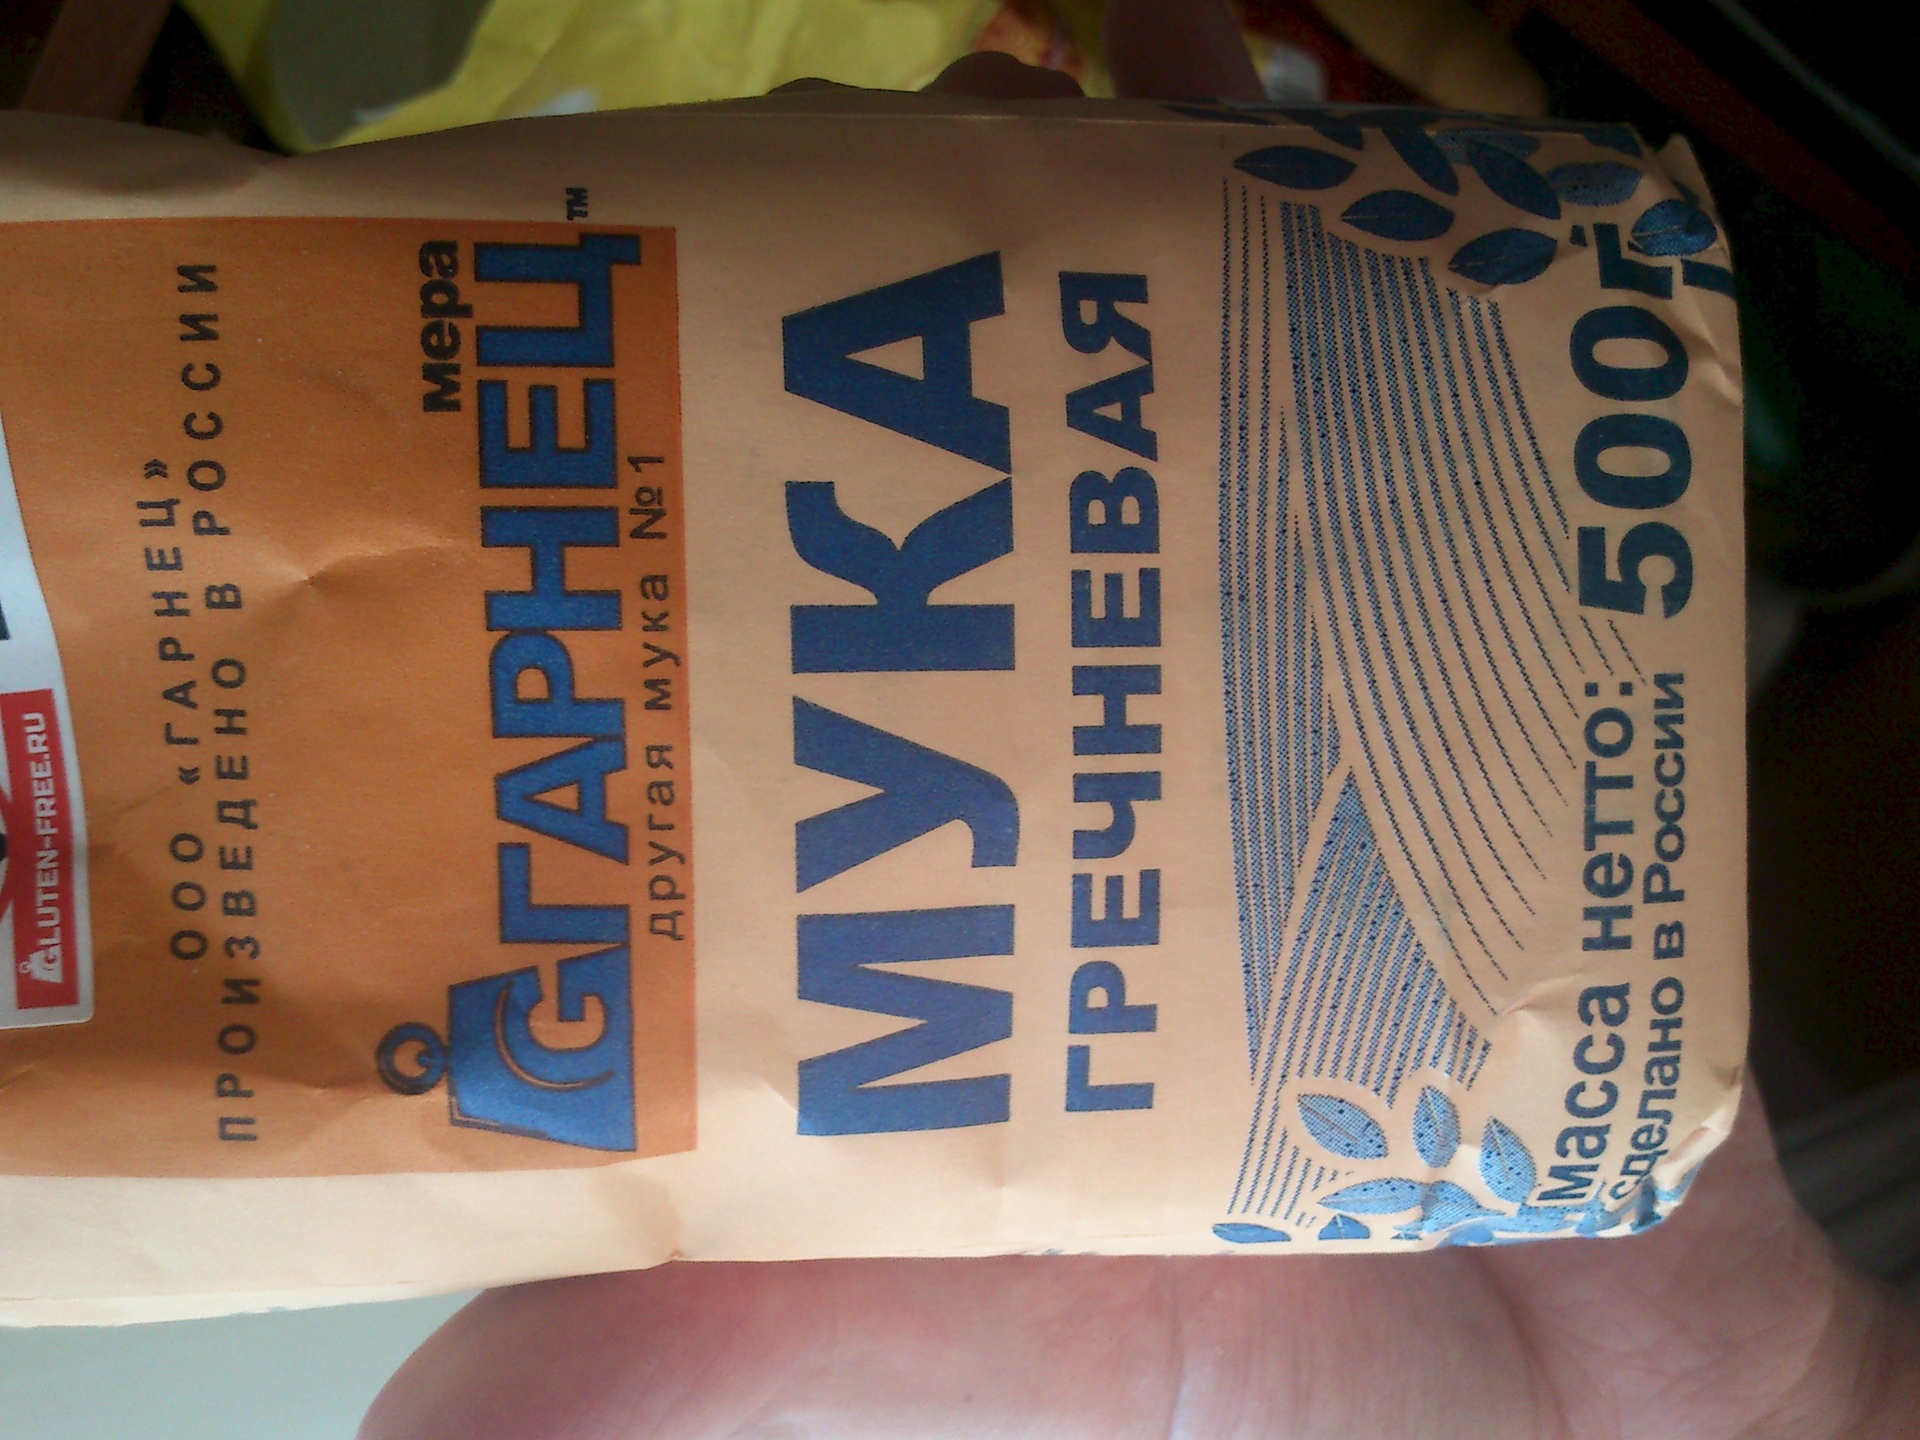 GLUTEN-FREE.RU
ООО «ГАРНЕЦ»
ПРОИЗВЕДЕНО В РОССИИ
мера
G ГАРНЕЦ™
другая мука №1
МУКА
ГРЕЧНЕВАЯ
Масса нетто: 500г
Сделано в России